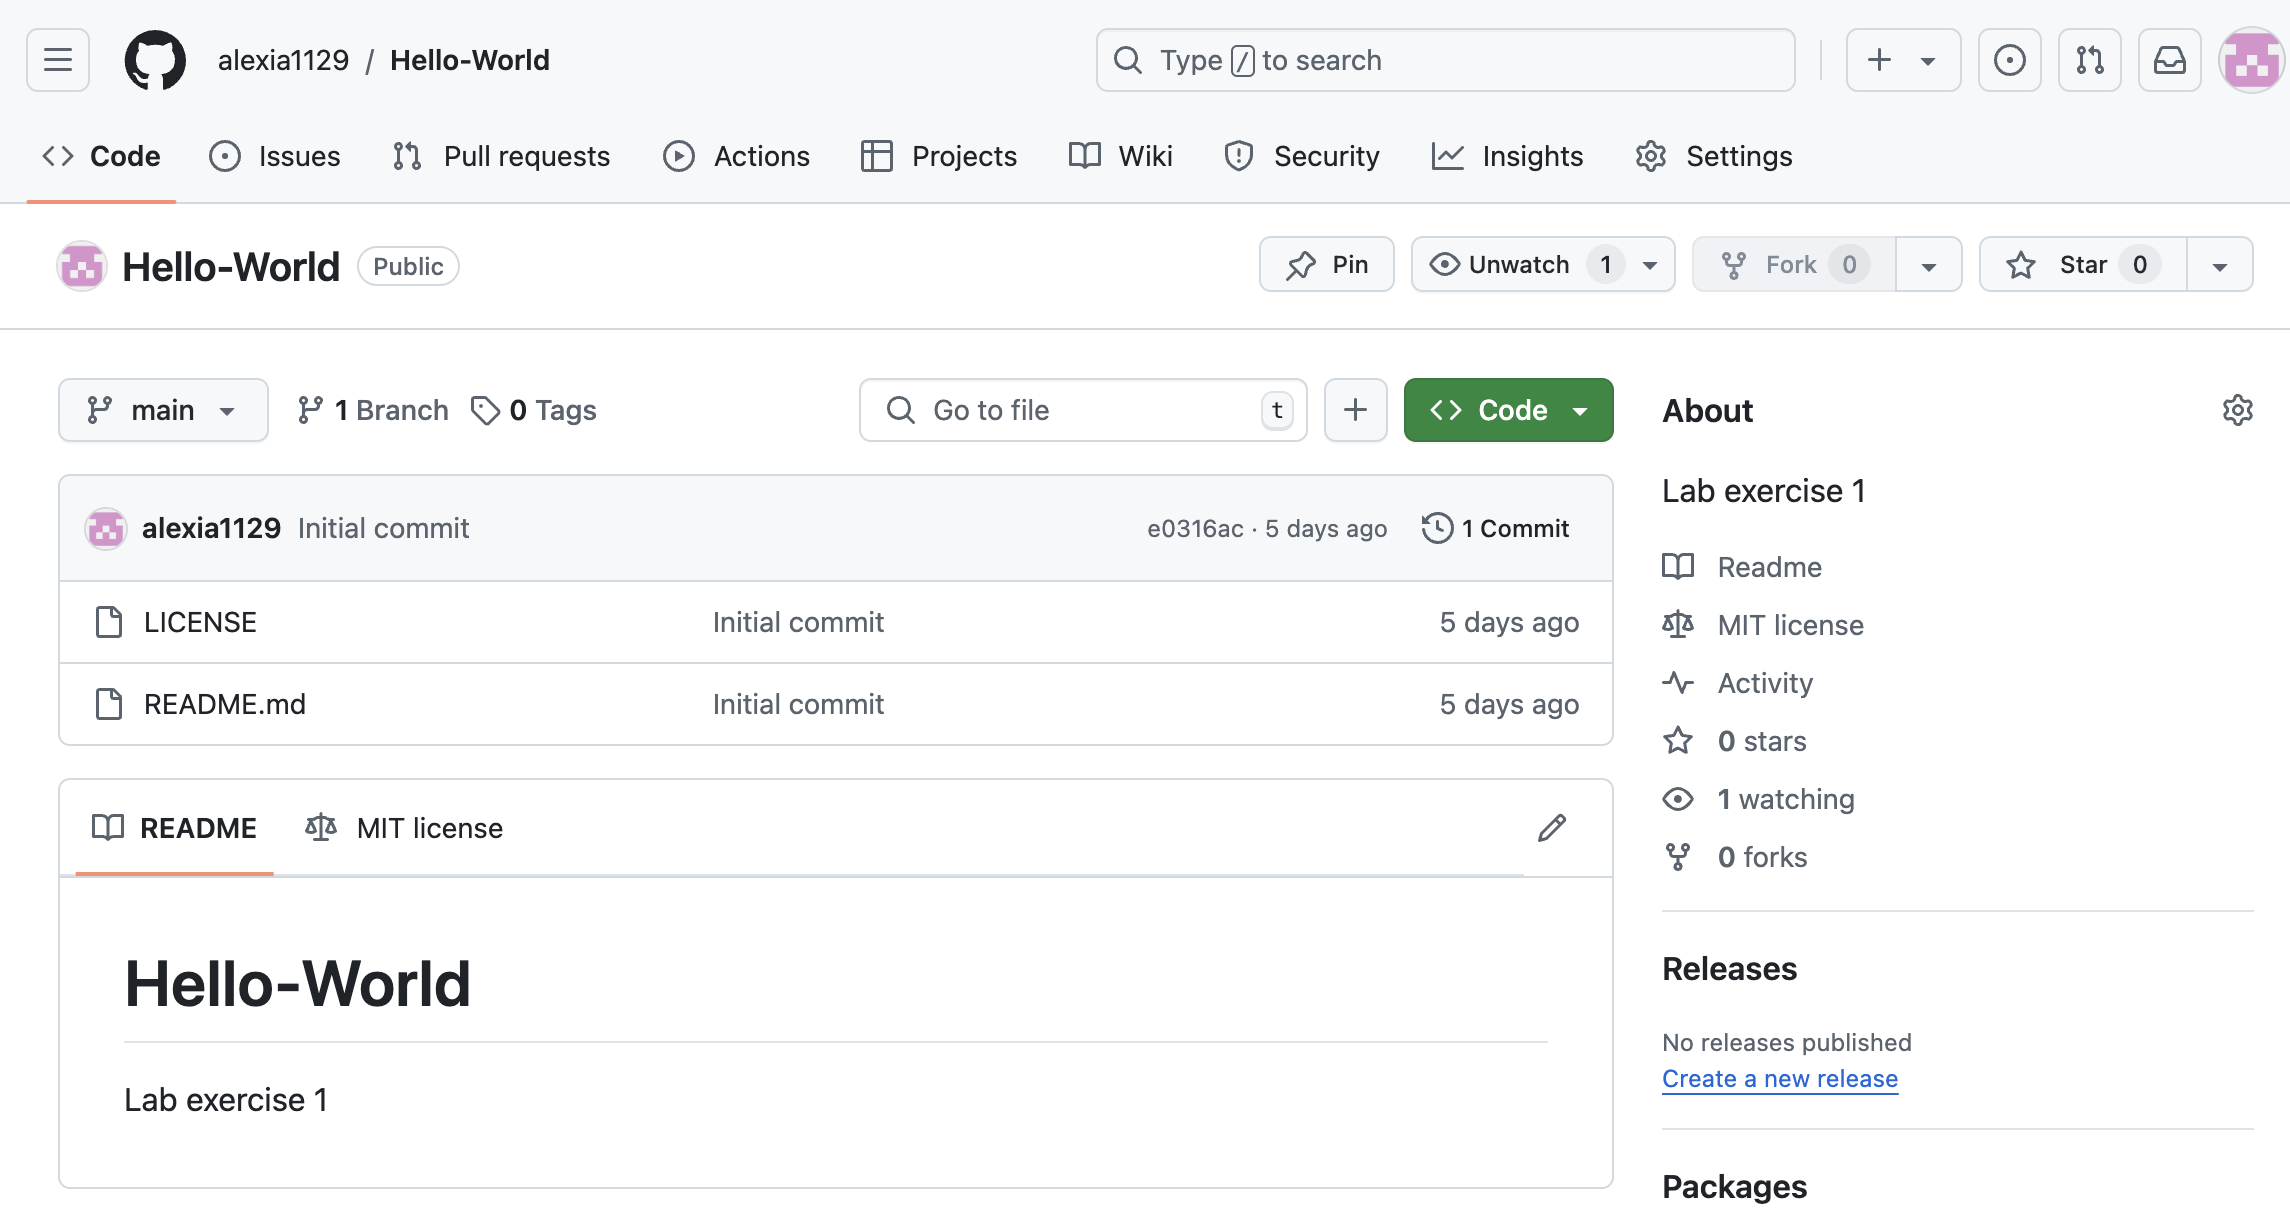 alexia1129 / Hello-World
Type / to search
Code Issues Pull requests Actions Projects Wiki Security Insights Settings
Hello-World Public
Pin Unwatch 1 Fork 0 Star 0
main 1 Branch 0 Tags
Go to file t
Code
alexia1129 Initial commit e0316ac · 5 days ago 1 Commit
LICENSE Initial commit 5 days ago
README.md Initial commit 5 days ago
README MIT license
Hello-World
Lab exercise 1
About
Lab exercise 1
Readme
MIT license
Activity
0 stars
1 watching
0 forks
Releases
No releases published
Create a new release
Packages